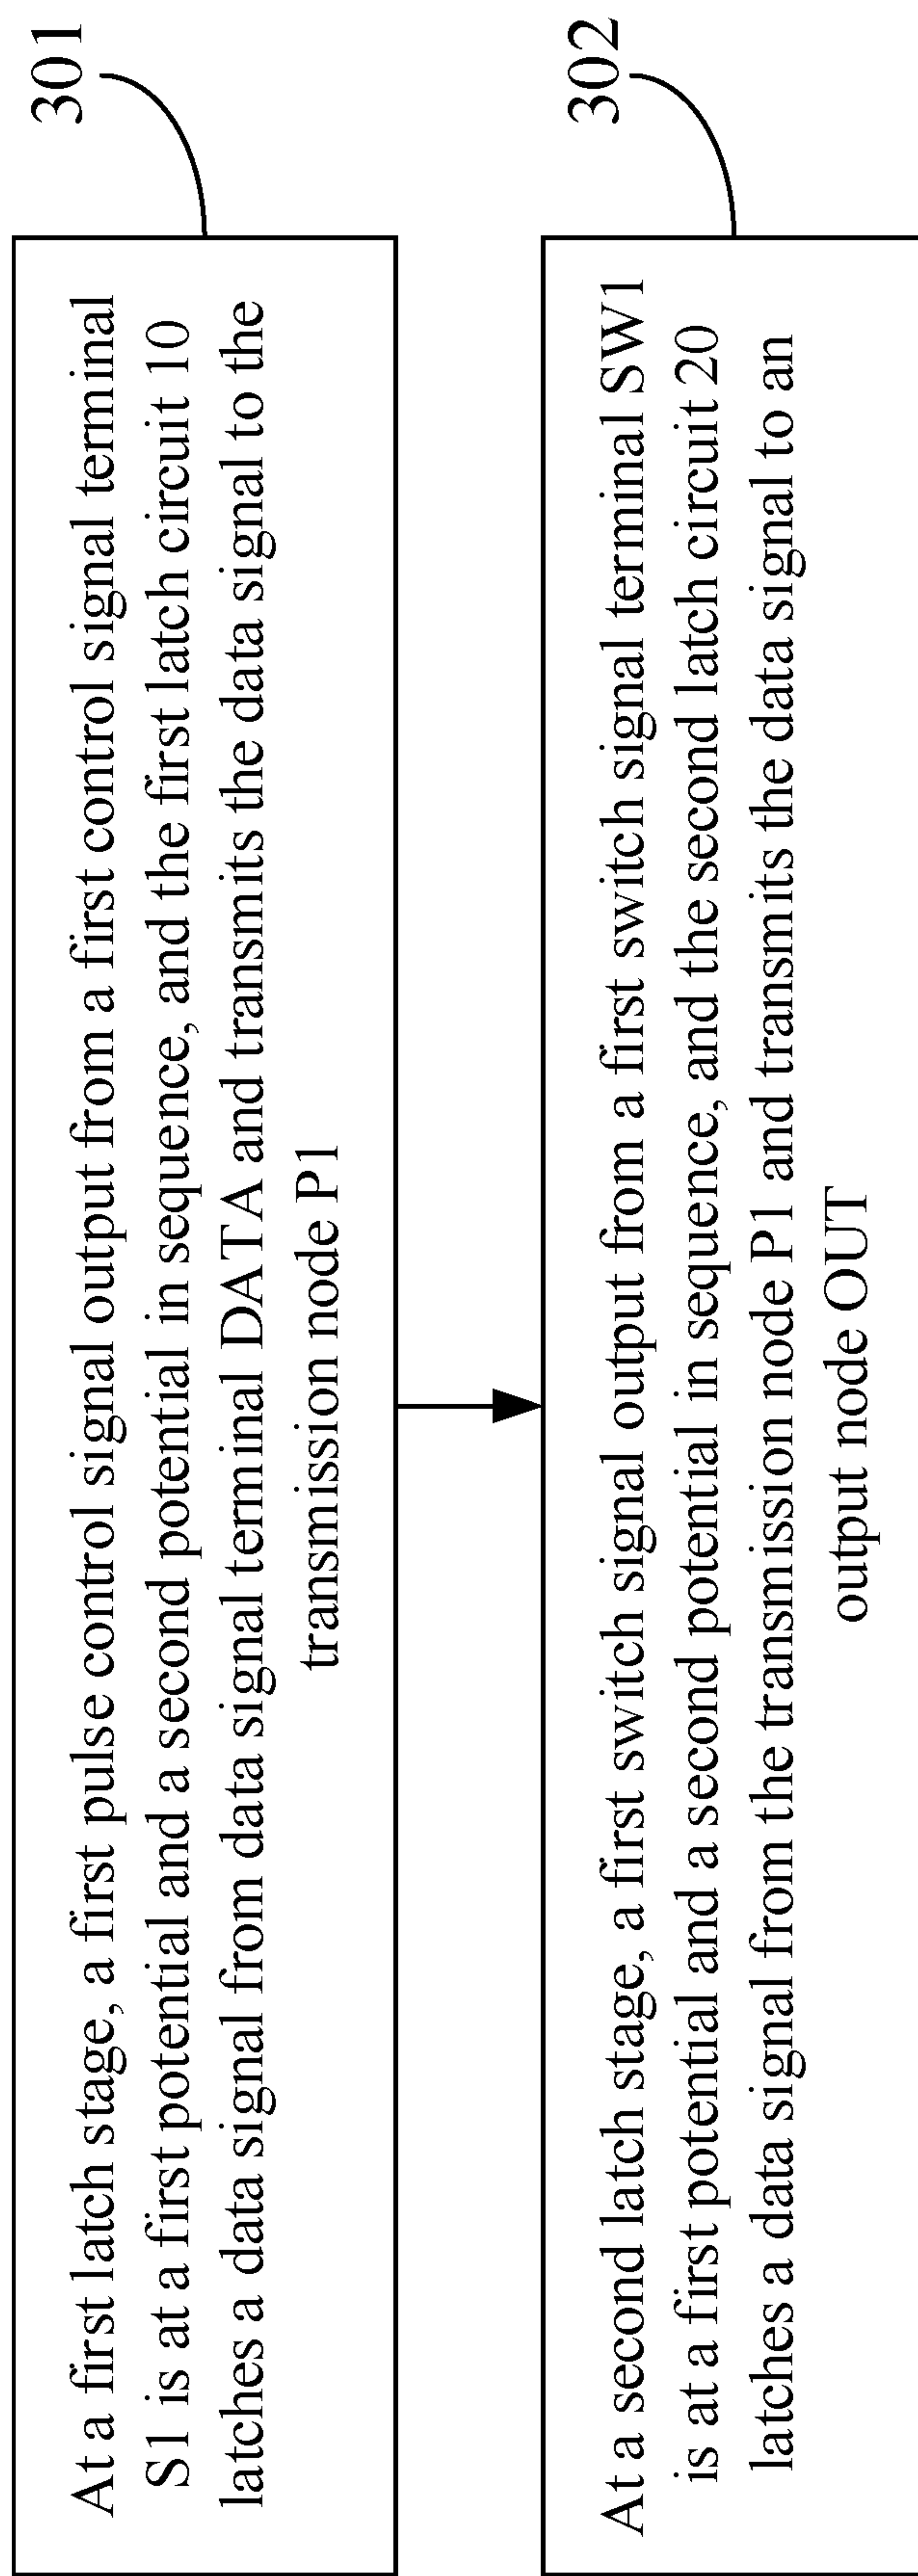 301
At a first latch stage, a first pulse control signal output from a first control signal terminal
S1 is at a first potential and a second potential in sequence, and the first latch circuit 10
latches a data signal from data signal terminal DATA and transmits the data signal to the
transmission node P1
302
At a second latch stage, a first switch signal output from a first switch signal terminal SW1
is at a first potential and a second potential in sequence, and the second latch circuit 20
latches a data signal from the transmission node P1 and transmits the data signal to an
output node OUT